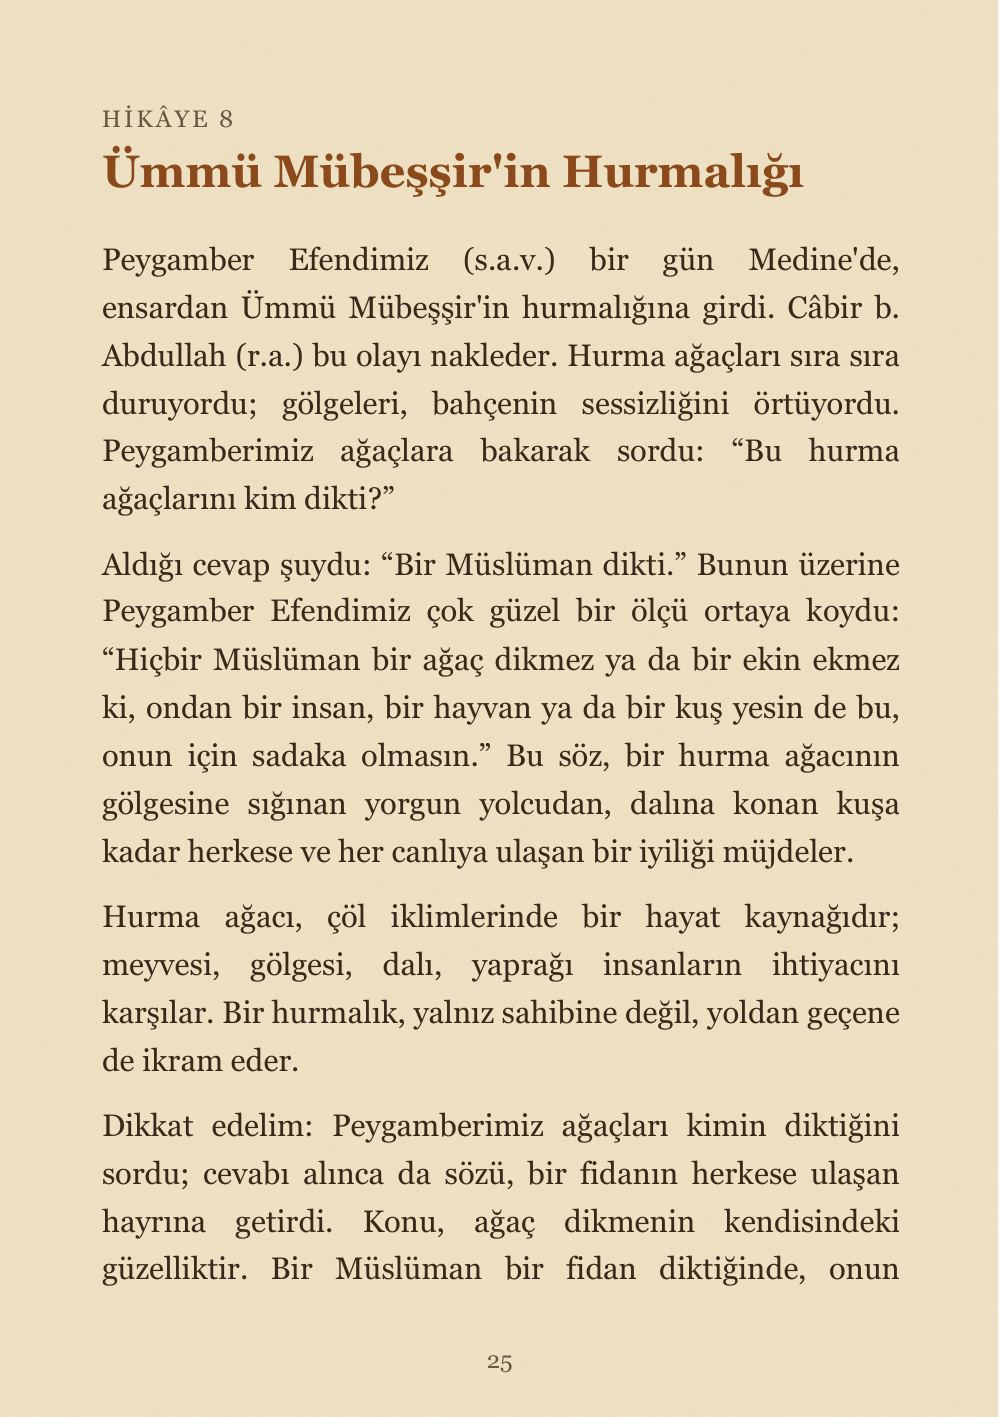 HİKÂYE 8
Ümmü Mübeşşir'in Hurmalığı
Peygamber Efendimiz (s.a.v.) bir gün Medine'de,
ensardan Ümmü Mübeşşir'in hurmalığına girdi. Câbir b.
Abdullah (r.a.) bu olayı nakleder. Hurma ağaçları sıra sıra
duruyordu; gölgeleri, bahçenin sessizliğini örtüyordu.
Peygamberimiz ağaçlara bakarak sordu: “Bu hurma
ağaçlarını kim dikti?”
Aldığı cevap şuydu: “Bir Müslüman dikti.” Bunun üzerine
Peygamber Efendimiz çok güzel bir ölçü ortaya koydu:
“Hiçbir Müslüman bir ağaç dikmez ya da bir ekin ekmez
ki, ondan bir insan, bir hayvan ya da bir kuş yesin de bu,
onun için sadaka olmasın.” Bu söz, bir hurma ağacının
gölgesine sığınan yorgun yolcudan, dalına konan kuşa
kadar herkese ve her canlıya ulaşan bir iyiliği müjdeler.
Hurma ağacı, çöl iklimlerinde bir hayat kaynağıdır;
meyvesi, gölgesi, dalı, yaprağı insanların ihtiyacını
karşılar. Bir hurmalık, yalnız sahibine değil, yoldan geçene
de ikram eder.
Dikkat edelim: Peygamberimiz ağaçları kimin diktiğini
sordu; cevabı alınca da sözü, bir fidanın herkese ulaşan
hayrına getirdi. Konu, ağaç dikmenin kendisindeki
güzelliktir. Bir Müslüman bir fidan diktiğinde, onun
25